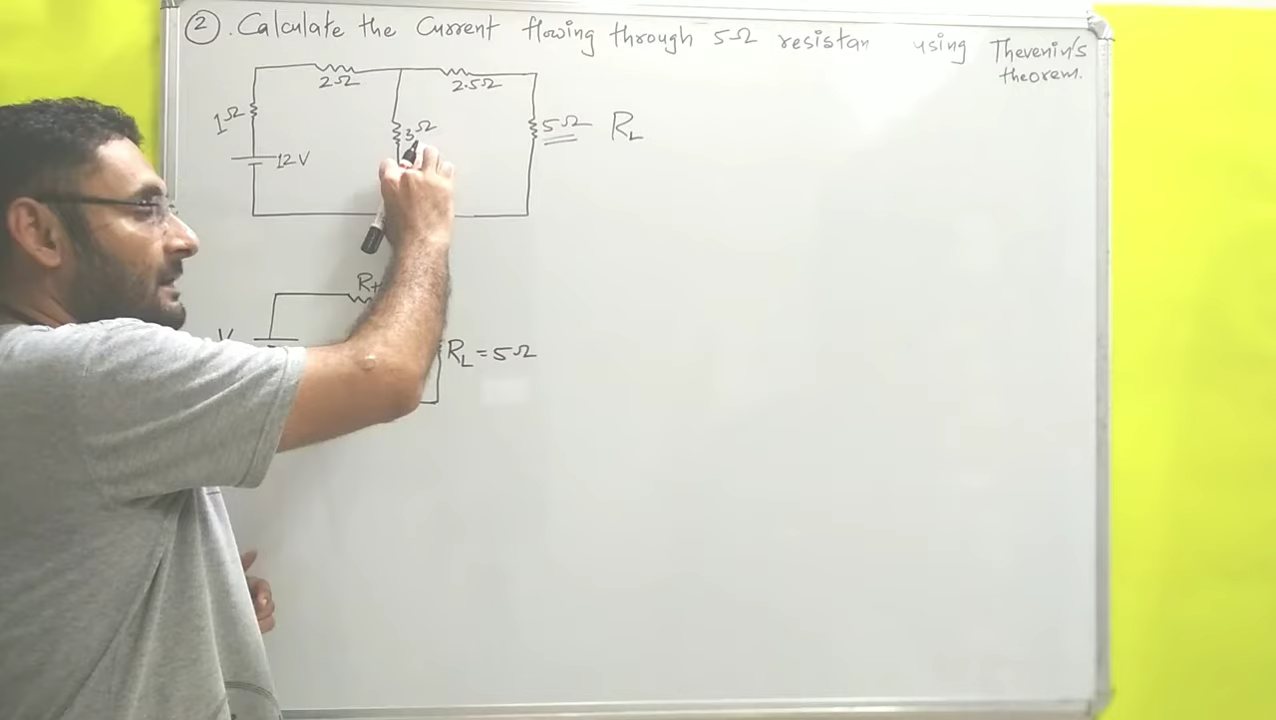 ② . Calculate the Current flowing through 5Ω resistan using Thevenin's theorem.
2Ω
2.5Ω
1Ω
3Ω
5Ω RL
12V
RL = 5Ω